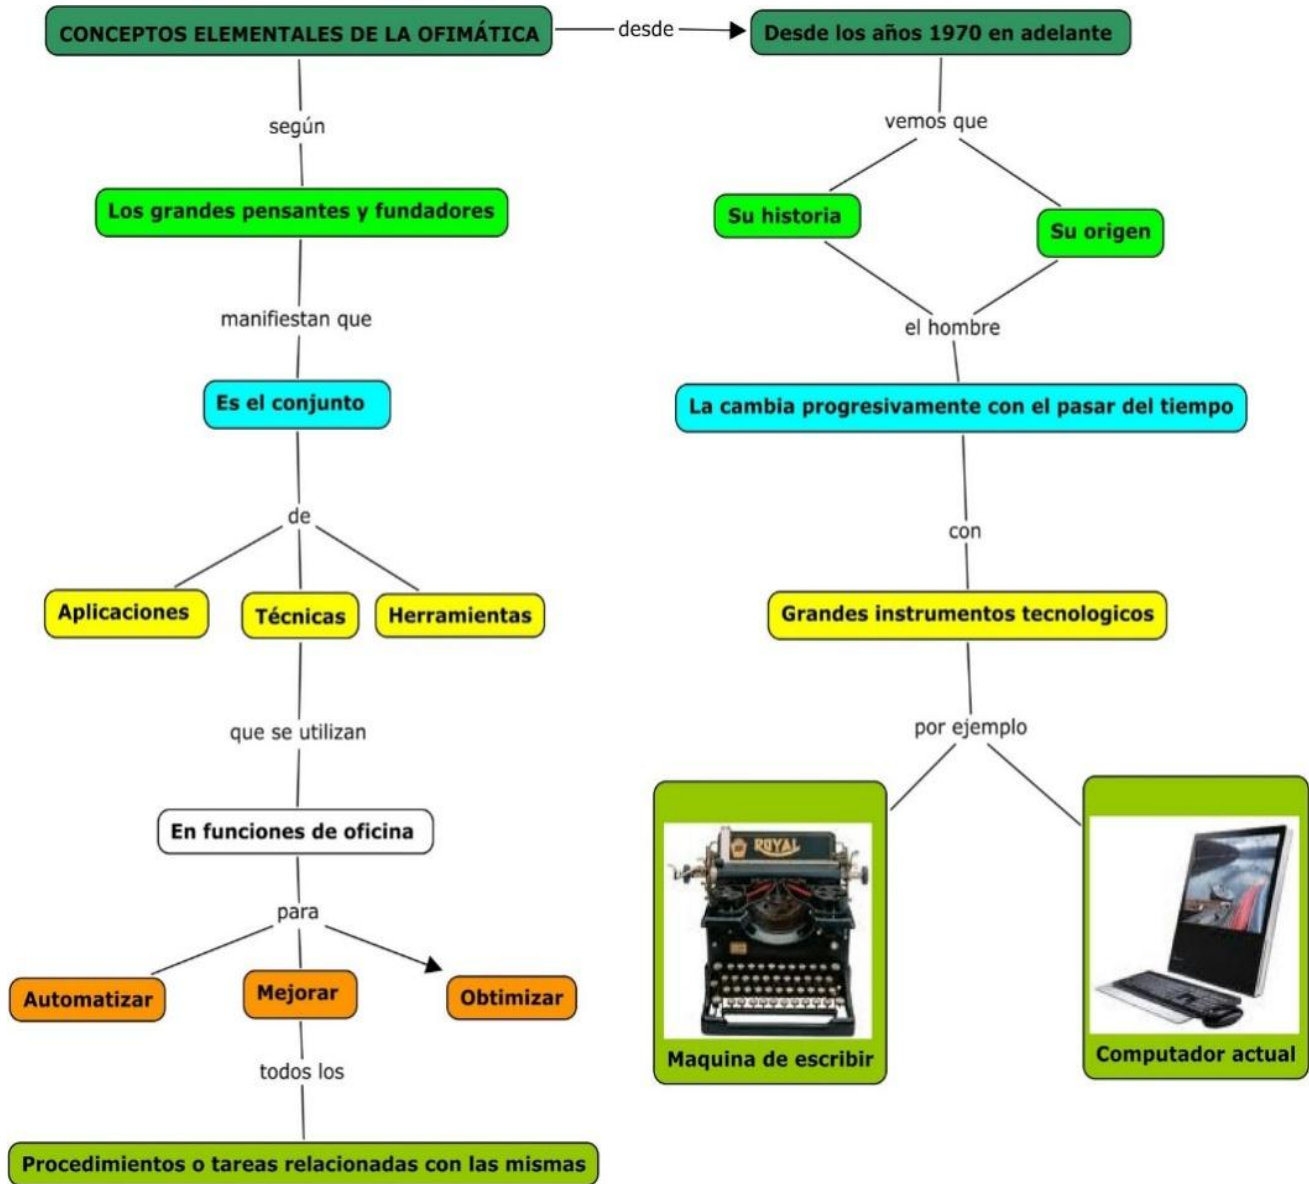 CONCEPTOS ELEMENTALES DE LA OFIMÁTICA
desde
Desde los años 1970 en adelante
según
Los grandes pensantes y fundadores
manifiestan que
Es el conjunto
de
Aplicaciones
Técnicas
Herramientas
que se utilizan
En funciones de oficina
para
Automatizar
Mejorar
Obtimizar
todos los
Procedimientos o tareas relacionadas con las mismas
vemos que
Su historia
Su origen
el hombre
La cambia progresivamente con el pasar del tiempo
con
Grandes instrumentos tecnologicos
por ejemplo
ROYAL
Maquina de escribir
Computador actual